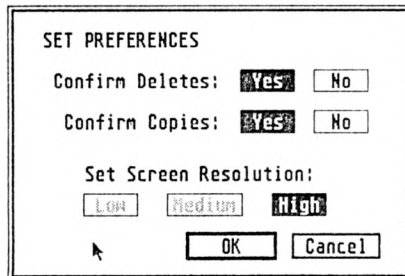 SET PREFERENCES
Confirm Deletes: Yes No
Confirm Copies: Yes No
Set Screen Resolution:
Low Medium High
OK Cancel